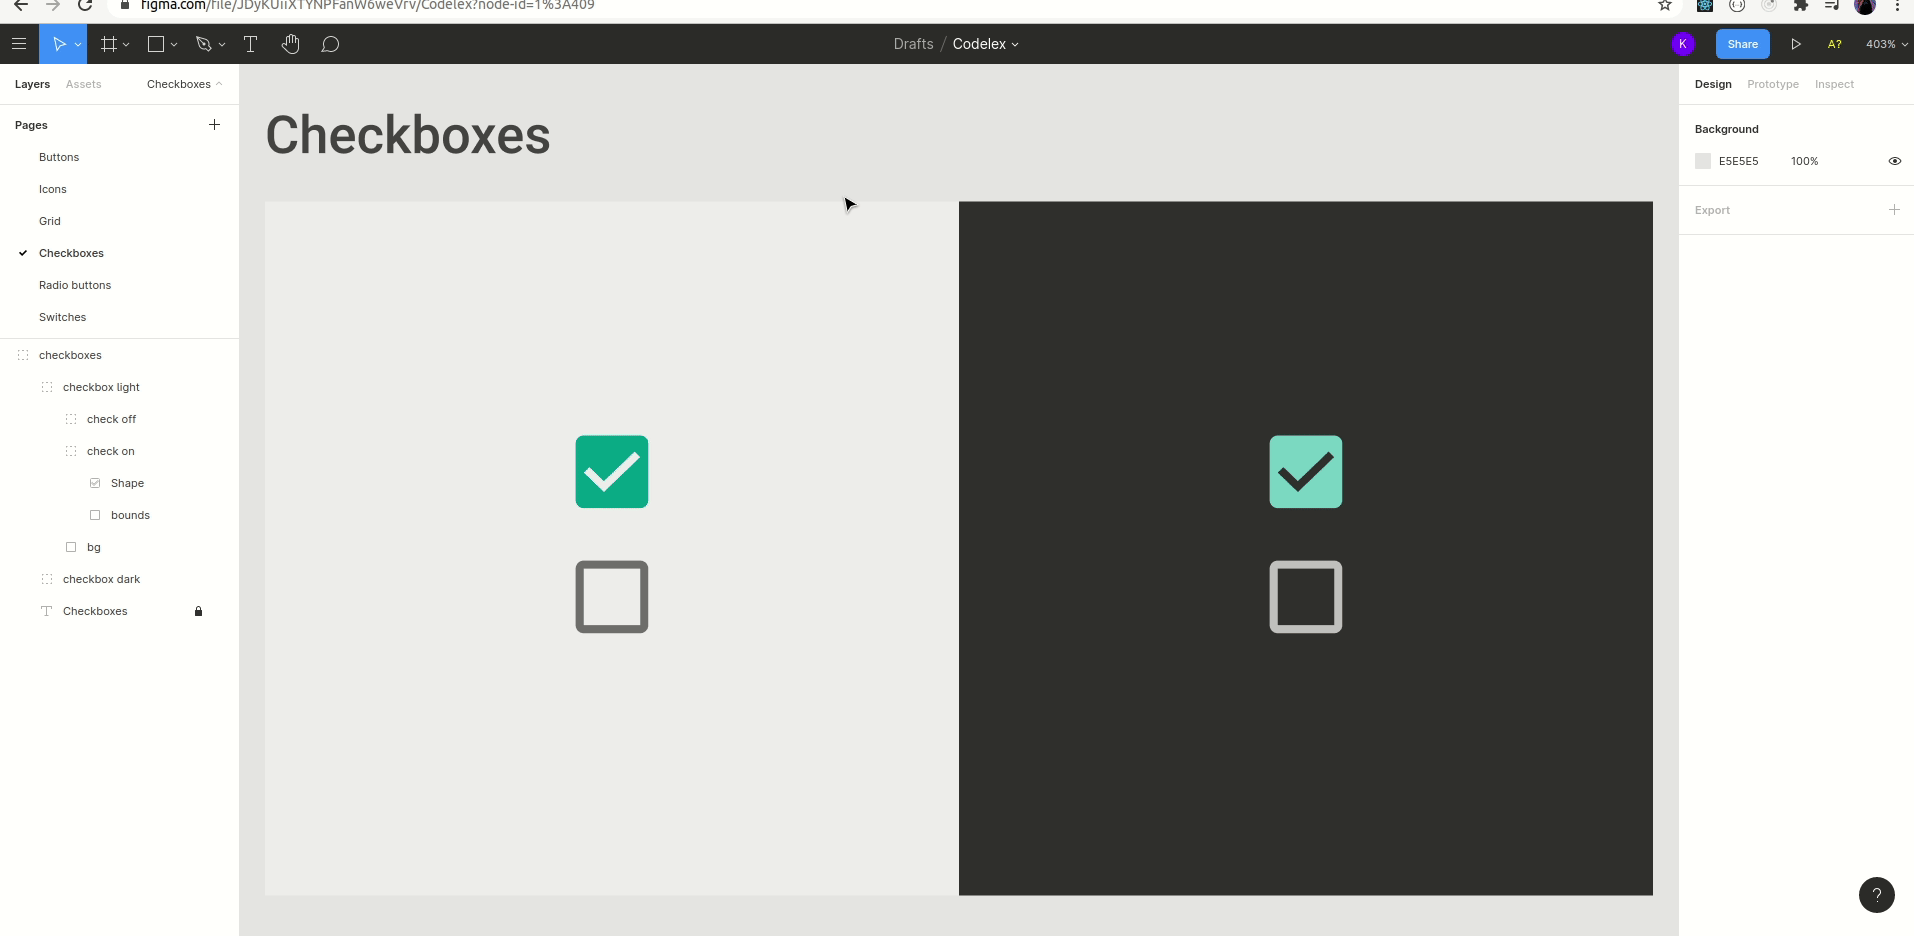 figma.com/file/JDyKUiiXTYNPFanW6weVrv/Codelex?node-id=1%3A409
Drafts / Codelex
K
Share
A?
403%
Layers
Assets
Checkboxes
Pages
Buttons
Icons
Grid
Checkboxes
Radio buttons
Switches
checkboxes
checkbox light
check off
check on
Shape
bounds
bg
checkbox dark
Checkboxes
Checkboxes
Design
Prototype
Inspect
Background
E5E5E5
100%
Export
?